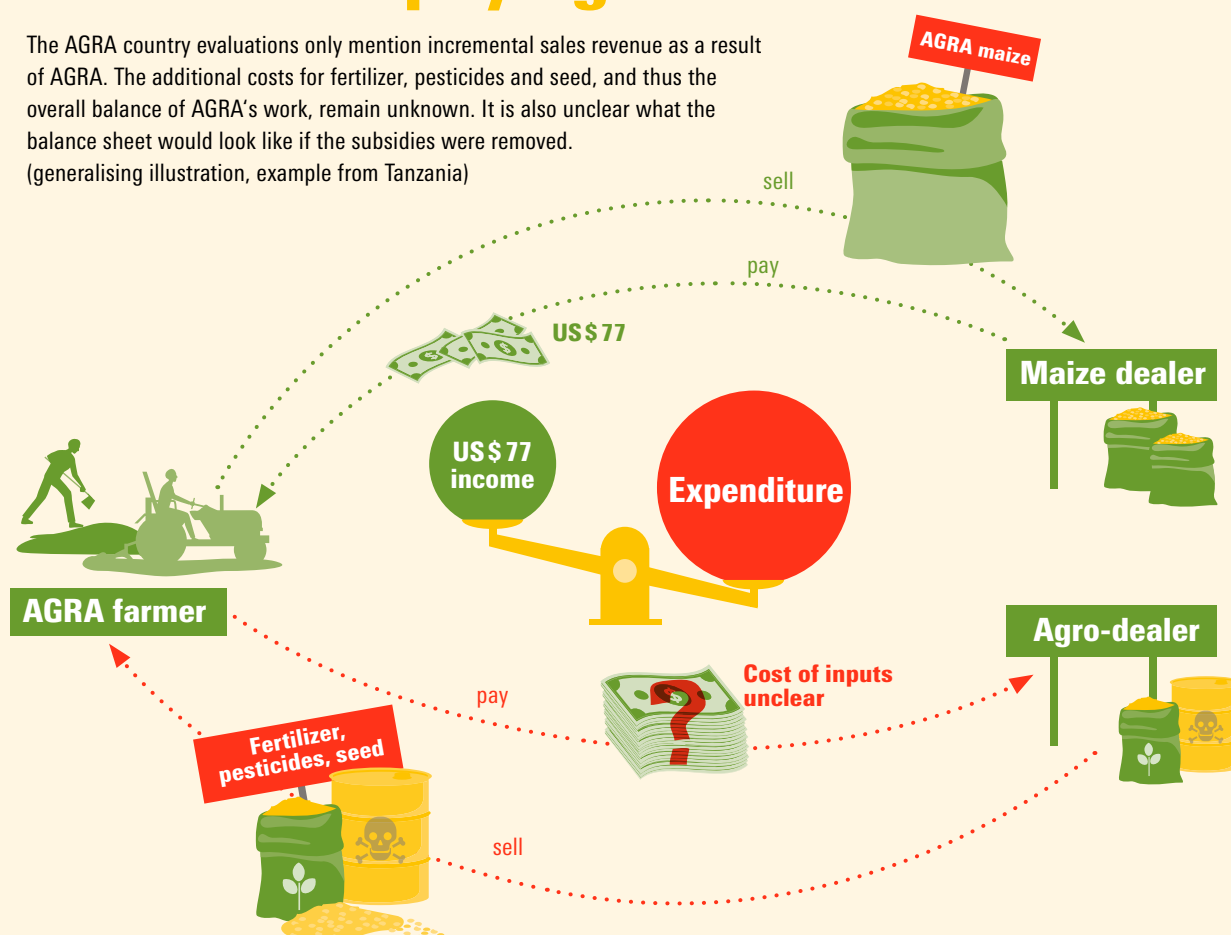 The AGRA country evaluations only mention incremental sales revenue as a result
of AGRA. The additional costs for fertilizer, pesticides and seed, and thus the
overall balance of AGRA‘s work, remain unknown. It is also unclear what the
balance sheet would look like if the subsidies were removed.
(generalising illustration, example from Tanzania)
AGRA maize
sell
pay
US$ 77
Maize dealer
US$ 77
income
Expenditure
AGRA farmer
Agro-dealer
Cost of inputs
unclear
pay
Fertilizer,
pesticides, seed
sell